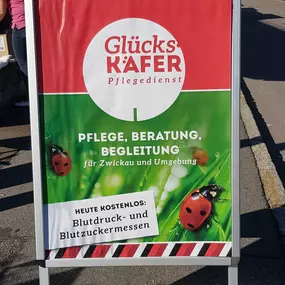 Glücks-
KÄFER
Pflegedienst
PFLEGE, BERATUNG,
BEGLEITUNG
für Zwickau und Umgebung
HEUTE KOSTENLOS:
Blutdruck- und
Blutzuckermessen